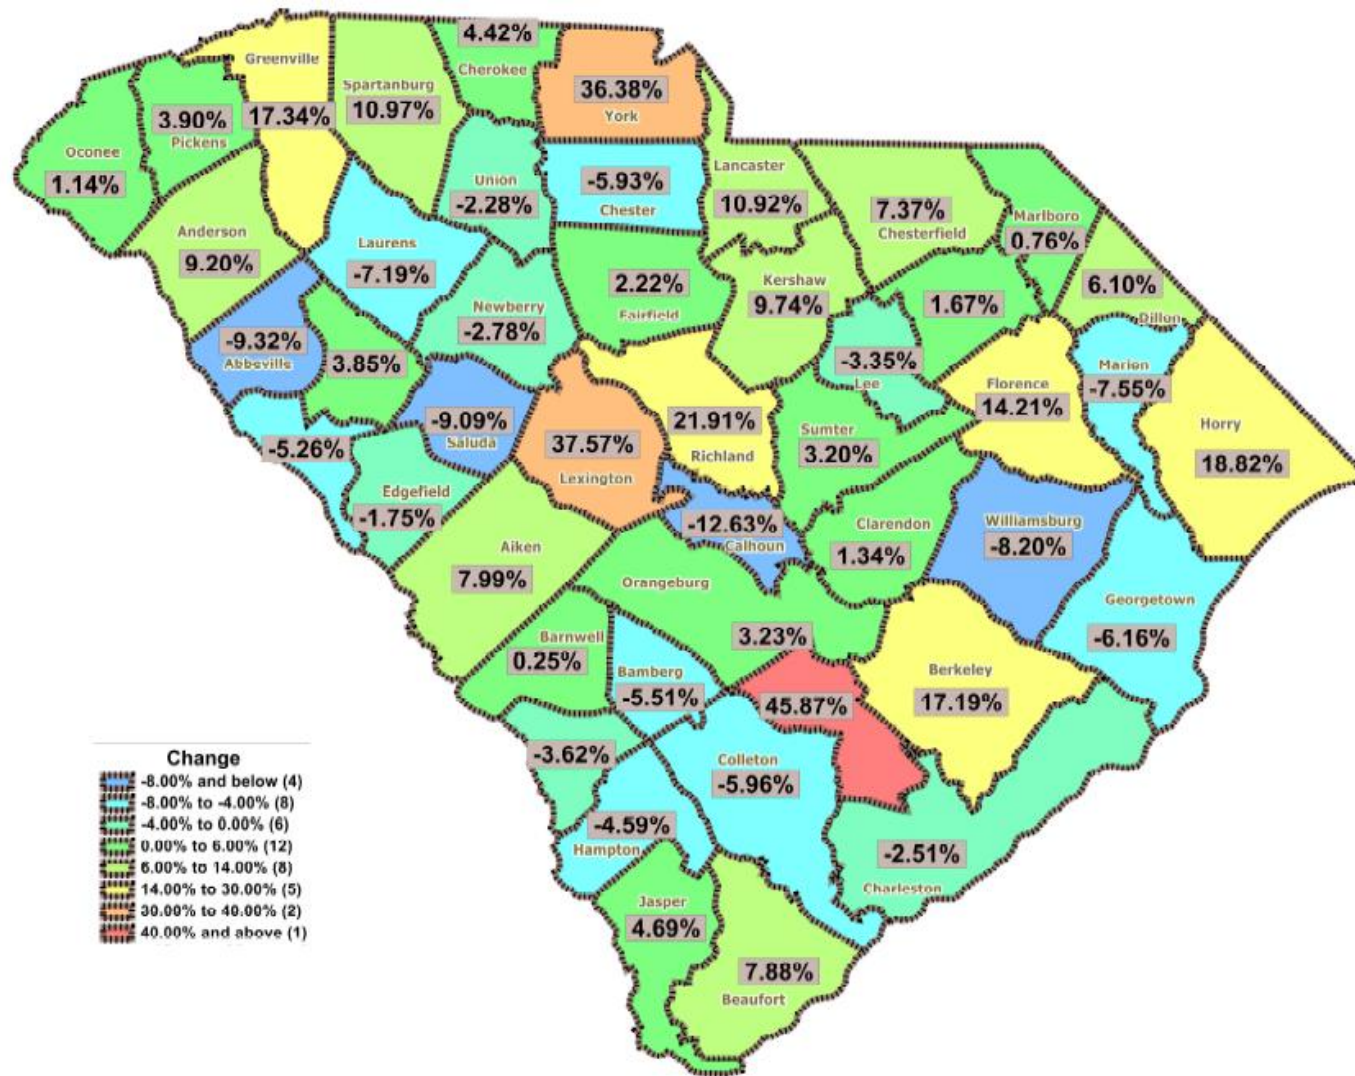 4.42%
Cherokee
Greenville
36.38%
York
Spartanburg
10.97%
17.34%
3.90%
Pickens
Oconee
1.14%
Union
-2.28%
-5.93%
Chester
Lancaster
10.92%
7.37%
Chesterfield
Marlboro
0.76%
Anderson
9.20%
Laurens
-7.19%
2.22%
Fairfield
Kershaw
9.74%
1.67%
6.10%
Dillon
Newberry
-2.78%
-9.32%
Abbeville
3.85%
-3.35%
Lee
Florence
14.21%
Marion
-7.55%
Horry
18.82%
-9.09%
Saluda
37.57%
Lexington
21.91%
Richland
Sumter
3.20%
-5.26%
Edgefield
-1.75%
-12.63%
Calhoun
Clarendon
1.34%
Williamsburg
-8.20%
Aiken
7.99%
Orangeburg
3.23%
Georgetown
-6.16%
Barnwell
0.25%
Bamberg
-5.51%
45.87%
Berkeley
17.19%
-3.62%
Colleton
-5.96%
-4.59%
Hampton
-2.51%
Charleston
Jasper
4.69%
7.88%
Beaufort
Change
-8.00% and below (4)
-8.00% to -4.00% (8)
-4.00% to 0.00% (6)
0.00% to 6.00% (12)
6.00% to 14.00% (8)
14.00% to 30.00% (5)
30.00% to 40.00% (2)
40.00% and above (1)